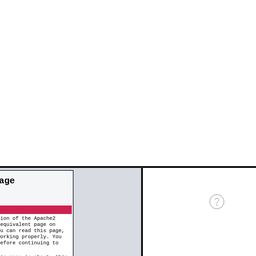 age
ion of the Apache2
equivalent page on
u can read this page,
orking properly. You
efore continuing to
?